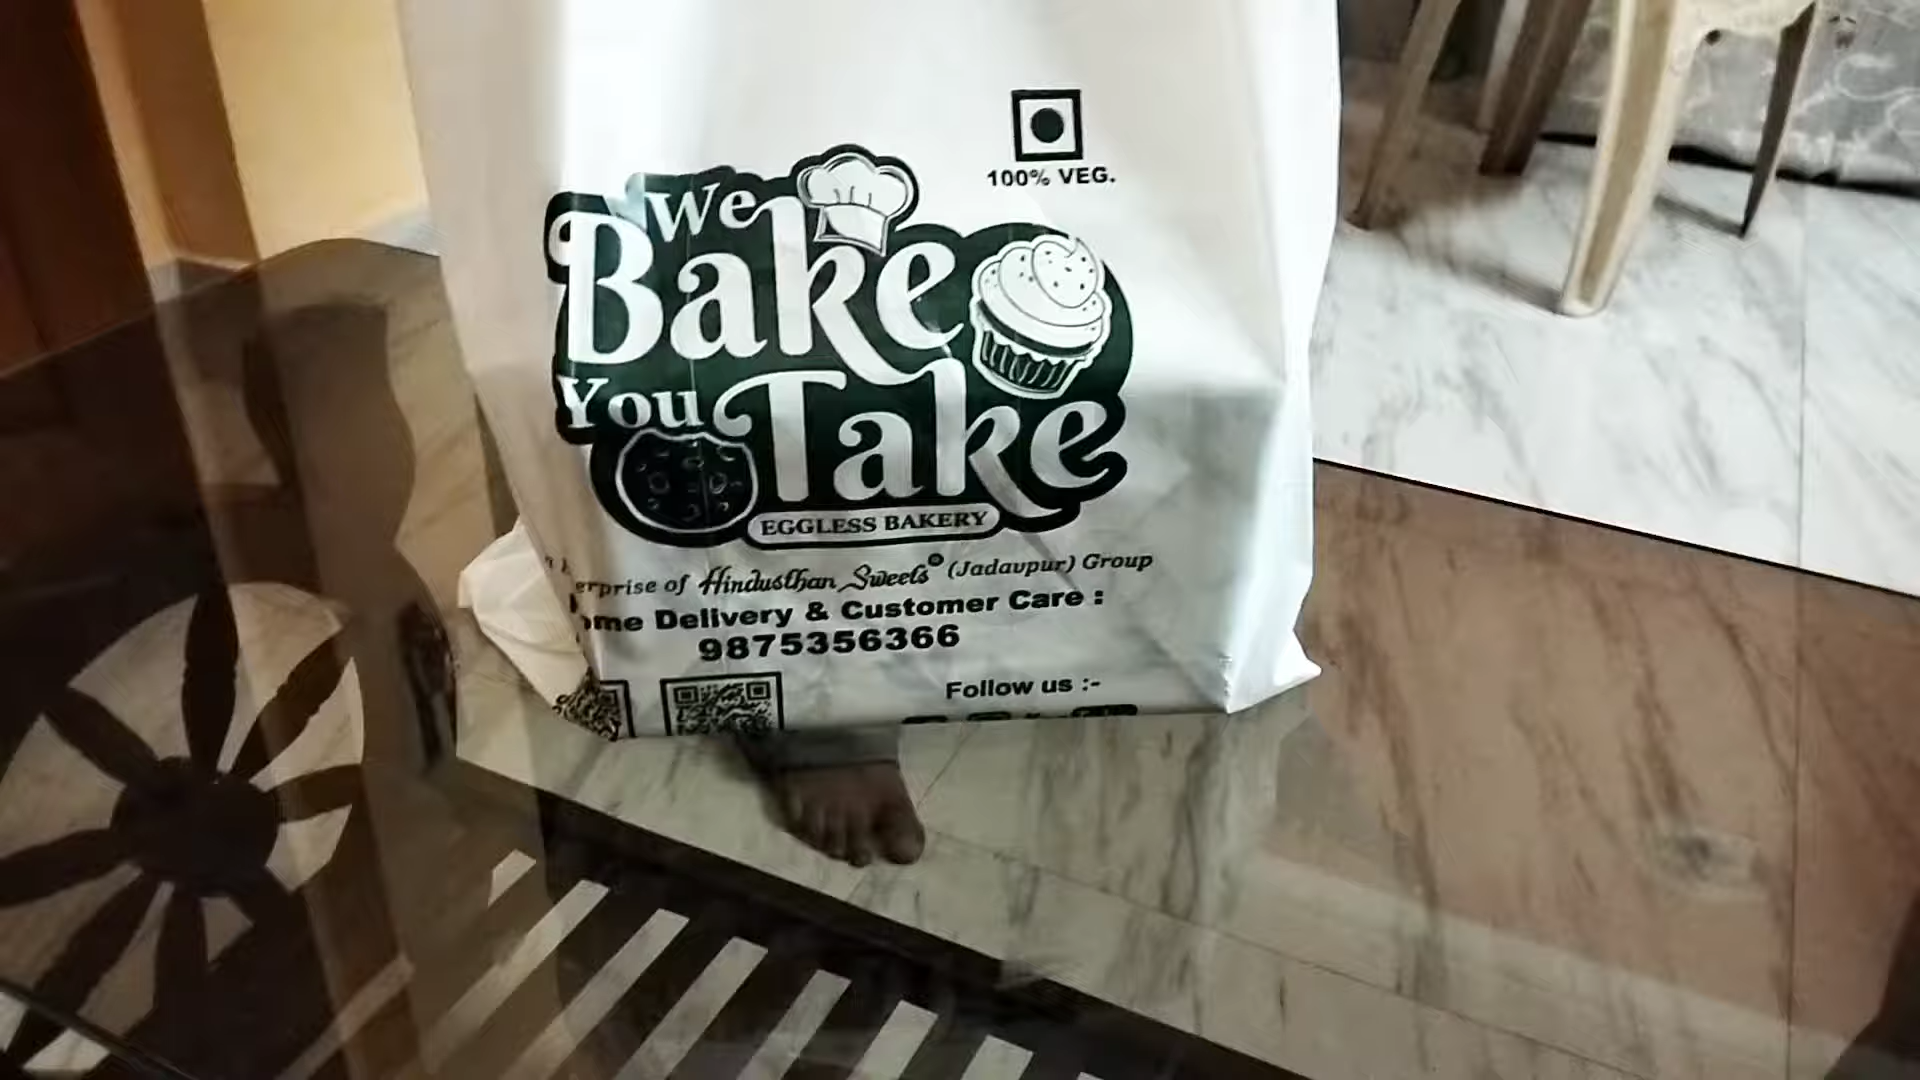 100% VEG.
We
Bake
You Take
EGGLESS BAKERY
erprise of Hindusthan Sweets® (Jadavpur) Group
ome Delivery & Customer Care :
9875356366
Follow us :-